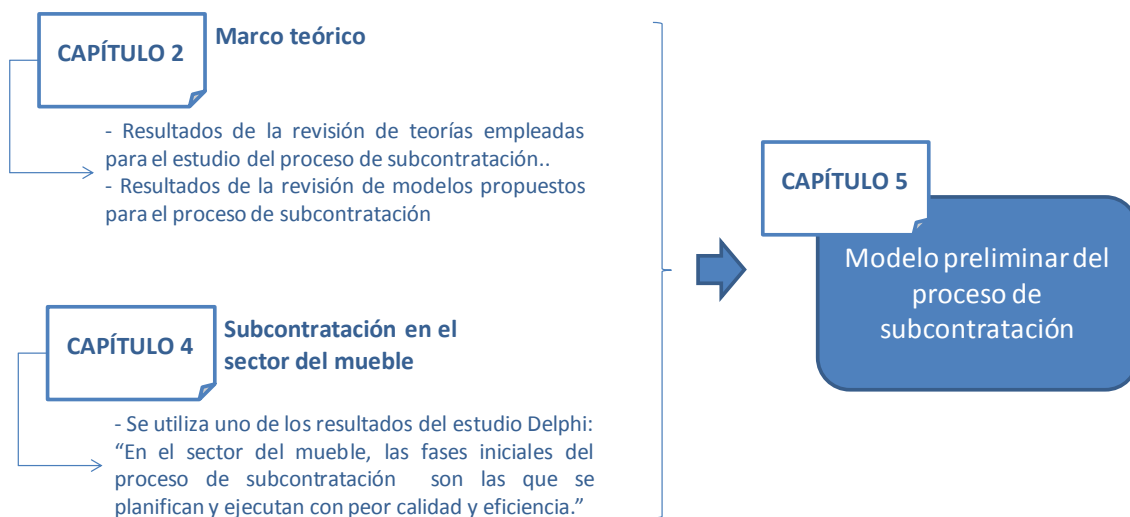 CAPÍTULO 2
Marco teórico
- Resultados de la revisión de teorías empleadas
para el estudio del proceso de subcontratación..
- Resultados de la revisión de modelos propuestos
para el proceso de subcontratación
CAPÍTULO 4
Subcontratación en el
sector del mueble
- Se utiliza uno de los resultados del estudio Delphi:
“En el sector del mueble, las fases iniciales del
proceso de subcontratación son las que se
planifican y ejecutan con peor calidad y eficiencia.”
CAPÍTULO 5
Modelo preliminar del
proceso de
subcontratación